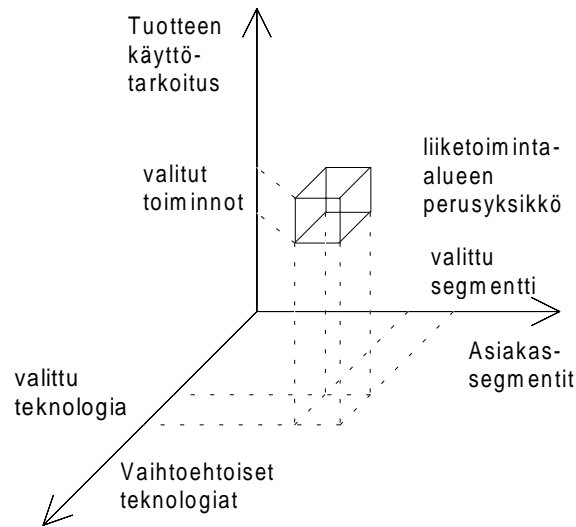 Tuotteen
käyttö-
tarkoitus
liiketoiminta-
alueen
perusyksikkö
valitut
toiminnot
valittu
segmentti
Asiakas-
segmentit
valittu
teknologia
Vaihtoehtoiset
teknologiat